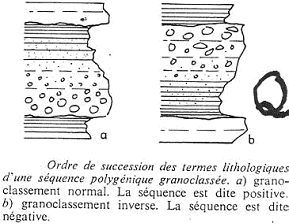 a
b
Q
Ordre de succession des termes lithologiques
d'une séquence polygénique granoclassée. a) grano-
classement normal. La séquence est dite positive.
b) granoclassement inverse. La séquence est dite
négative.